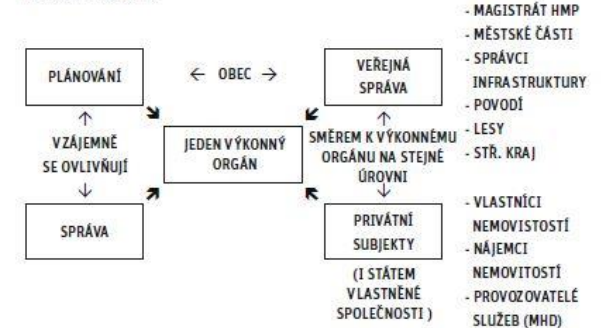 PLÁNOVÁNÍ
← OBEC →
VEŘEJNÁ
SPRÁVA
- MAGISTRÁT HMP
- MĚSTSKÉ ČÁSTI
- SPRÁVCI
INFRASTRUKTURY
- POVODÍ
- LESY
- STŘ. KRAJ
VZÁJEMNĚ
SE OVLIVŇUJÍ
JEDEN VÝKONNÝ
ORGÁN
SMĚREM K VÝKONNÉMU
ORGÁNU NA STEJNÉ
ÚROVNI
SPRÁVA
PRIVÁTNÍ
SUBJEKTY
(I STÁTEM
VLASTNĚNÉ
SPOLEČNOSTI )
- VLASTNÍCI
NEMOVISTOSTÍ
- NÁJEMCI
NEMOVITOSTÍ
- PROVOZOVATELÉ
SLUŽEB (MHD)